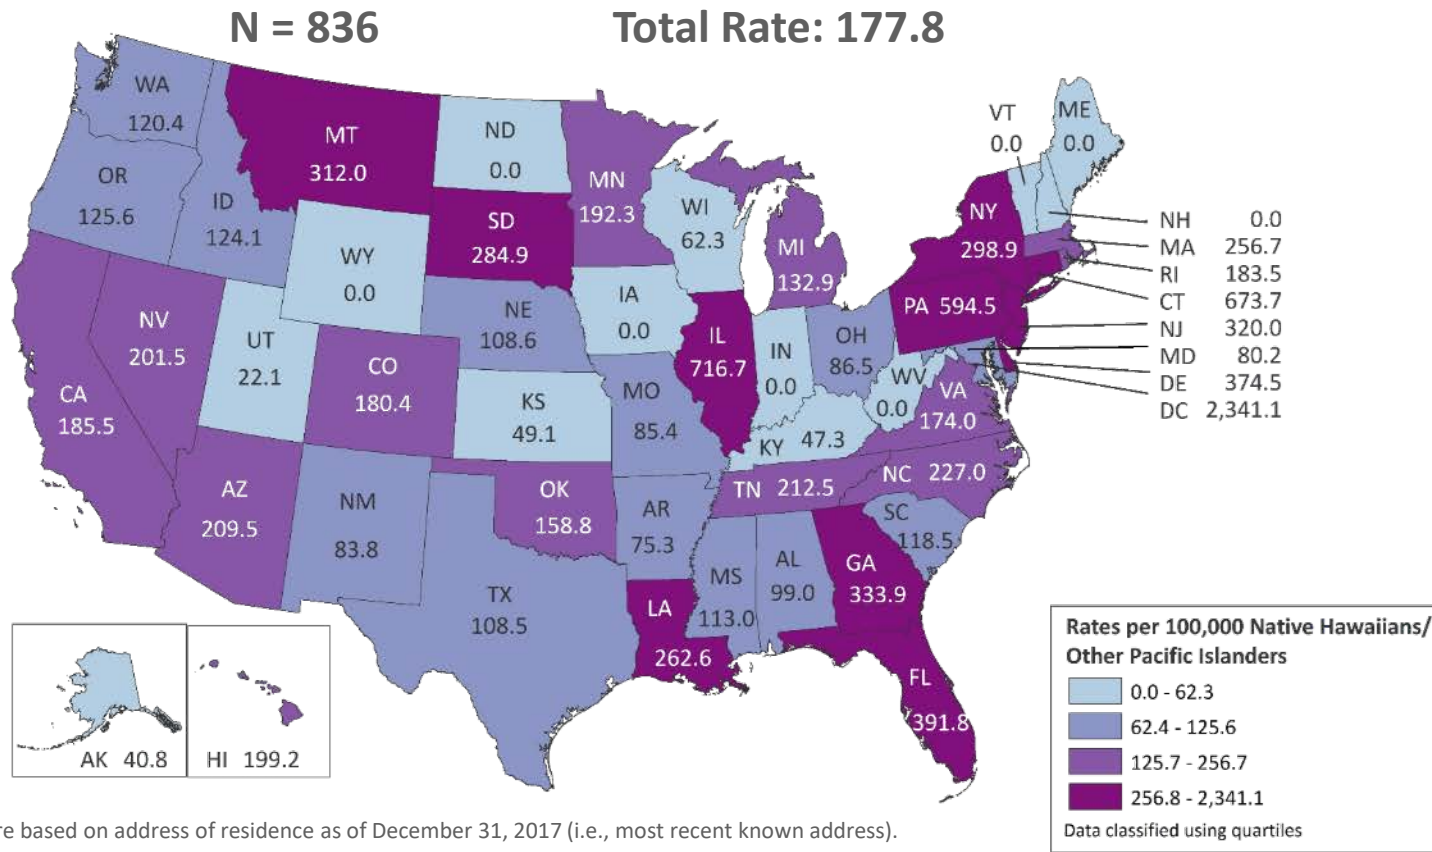 N = 836
Total Rate: 177.8
WA
120.4
OR
125.6
ID
124.1
MT
312.0
ND
0.0
SD
284.9
MN
192.3
WI
62.3
MI
132.9
NY
298.9
VT
0.0
ME
0.0
NH 0.0
MA 256.7
RI 183.5
CT 673.7
NJ 320.0
MD 80.2
DE 374.5
DC 2,341.1
WY
0.0
NE
108.6
IA
0.0
IL
716.7
IN
0.0
OH
86.5
PA 594.5
NV
201.5
UT
22.1
CO
180.4
KS
49.1
MO
85.4
KY 47.3
WV
0.0
VA
174.0
CA
185.5
AZ
209.5
NM
83.8
OK
158.8
AR
75.3
TN 212.5
NC 227.0
SC
118.5
TX
108.5
LA
262.6
MS
113.0
AL
99.0
GA
333.9
FL
391.8
AK 40.8
HI 199.2
Rates per 100,000 Native Hawaiians/
Other Pacific Islanders
0.0 - 62.3
62.4 - 125.6
125.7 - 256.7
256.8 - 2,341.1
Data classified using quartiles
re based on address of residence as of December 31, 2017 (i.e., most recent known address).